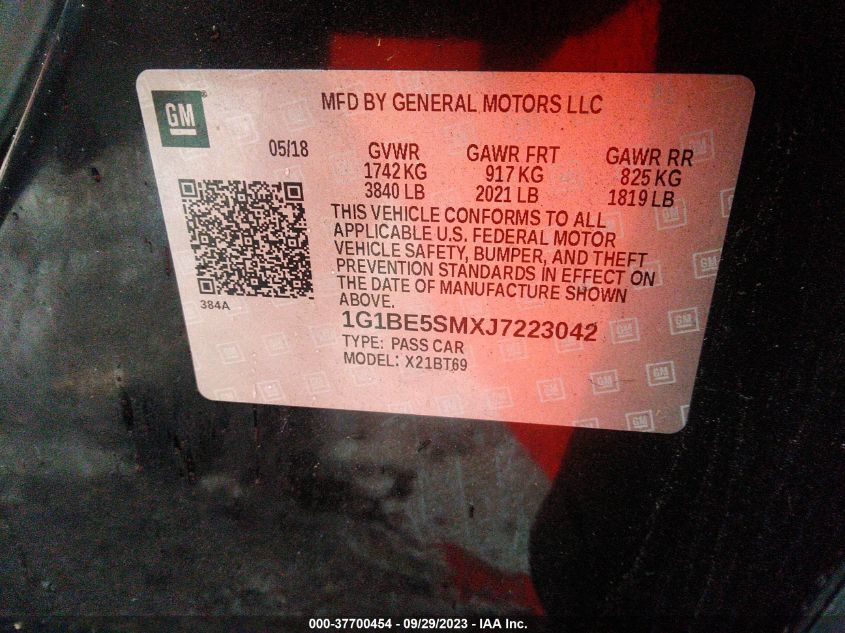 GM
MFD BY GENERAL MOTORS LLC
05/18 GVWR GAWR FRT GAWR RR
1742 KG 917 KG 825 KG
3840 LB 2021 LB 1819 LB
THIS VEHICLE CONFORMS TO ALL
APPLICABLE U.S. FEDERAL MOTOR
VEHICLE SAFETY, BUMPER, AND THEFT
PREVENTION STANDARDS IN EFFECT ON
THE DATE OF MANUFACTURE SHOWN
ABOVE.
384A
1G1BE5SMXJ7223042
TYPE: PASS CAR
MODEL: X21BT69
000-37700454 - 09/29/2023 - IAA Inc.